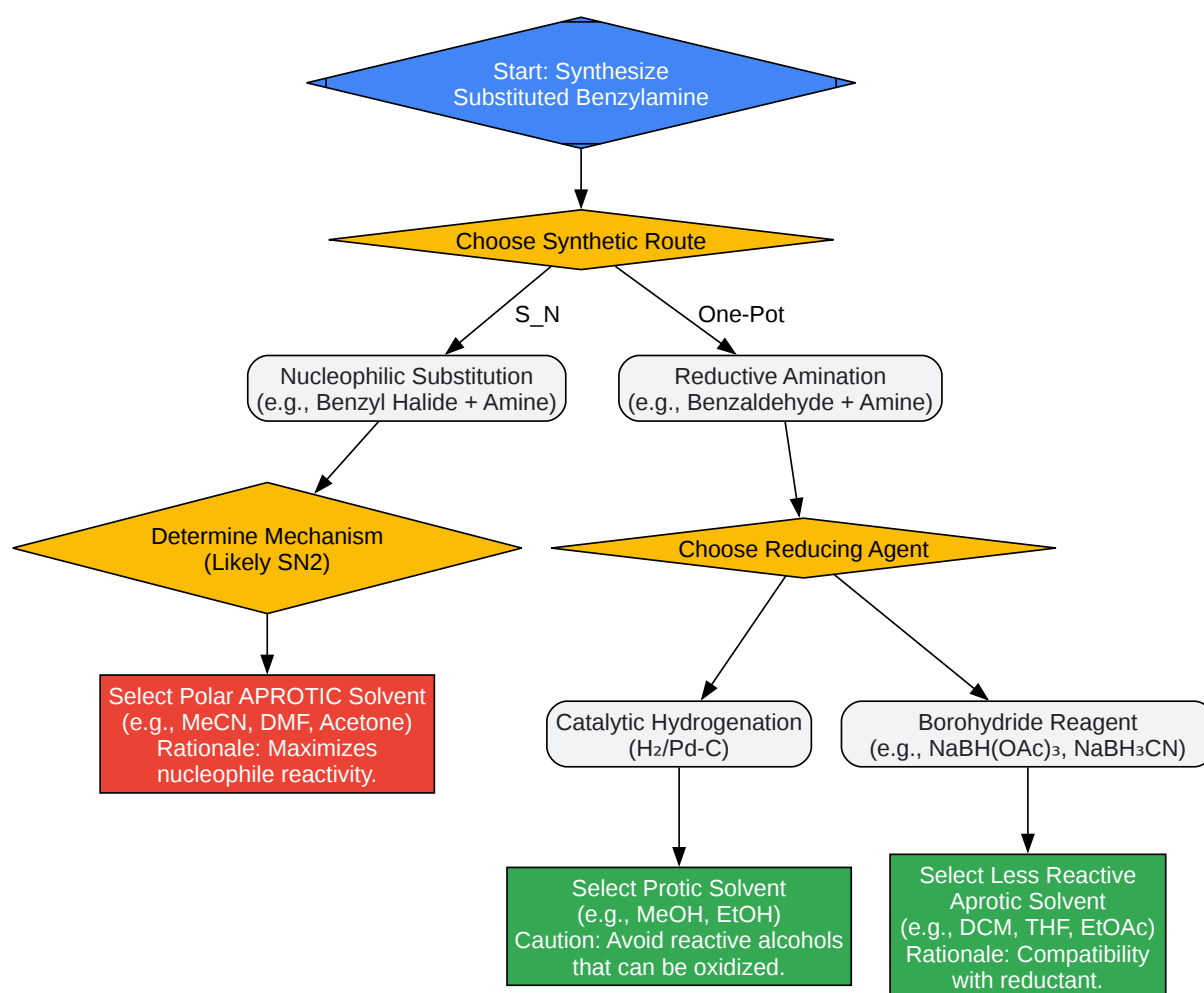 Start: Synthesize
Substituted Benzylamine
Choose Synthetic Route
S_N
One-Pot
Nucleophilic Substitution
(e.g., Benzyl Halide + Amine)
Reductive Amination
(e.g., Benzaldehyde + Amine)
Determine Mechanism
(Likely SN2)
Choose Reducing Agent
Select Polar APROTIC Solvent
(e.g., MeCN, DMF, Acetone)
Rationale: Maximizes
nucleophile reactivity.
Catalytic Hydrogenation
(H₂/Pd-C)
Borohydride Reagent
(e.g., NaBH(OAc)₃, NaBH₃CN)
Select Protic Solvent
(e.g., MeOH, EtOH)
Caution: Avoid reactive alcohols
that can be oxidized.
Select Less Reactive
Aprotic Solvent
(e.g., DCM, THF, EtOAc)
Rationale: Compatibility
with reductant.